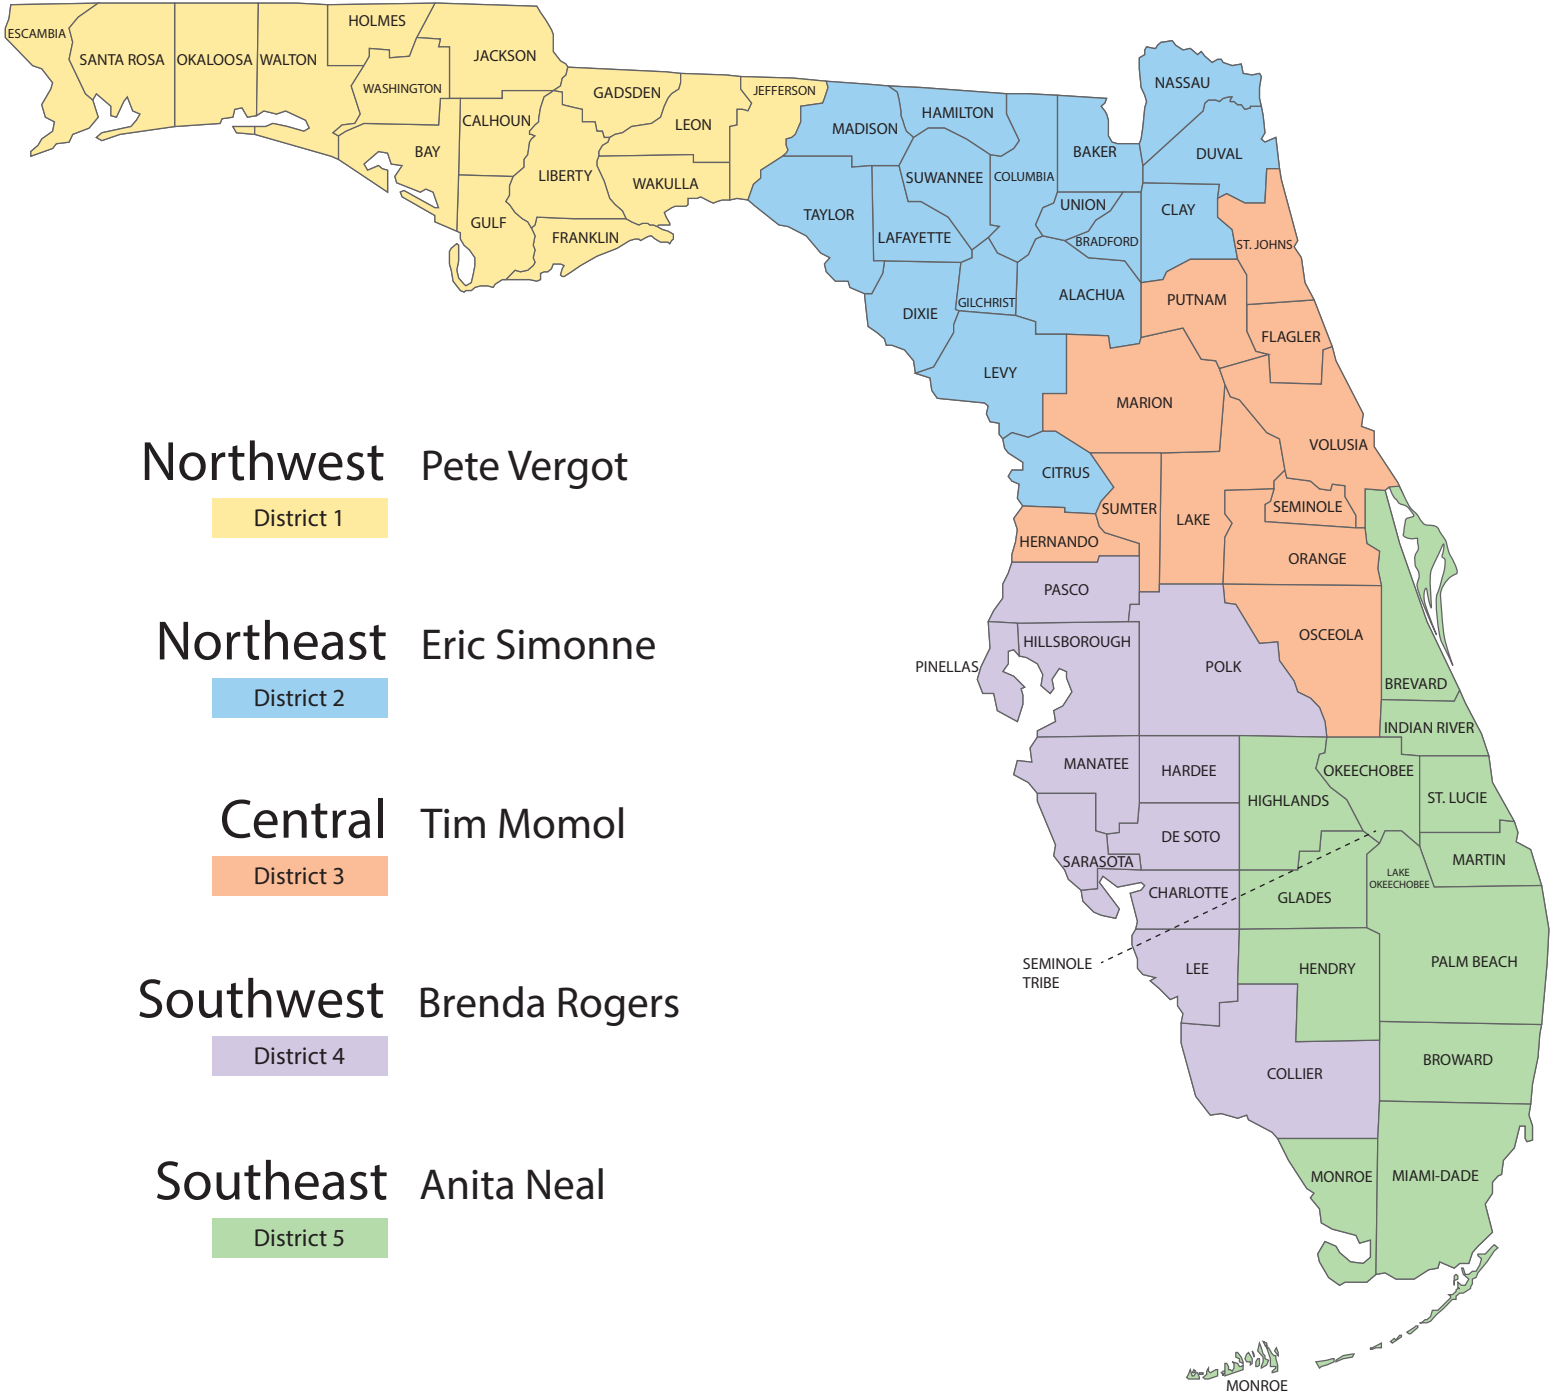 ESCAMBIA
SANTA ROSA
OKALOOSA
WALTON
HOLMES
WASHINGTON
JACKSON
BAY
CALHOUN
GULF
LIBERTY
GADSDEN
FRANKLIN
LEON
WAKULLA
JEFFERSON
MADISON
TAYLOR
HAMILTON
SUWANNEE
LAFAYETTE
DIXIE
COLUMBIA
GILCHRIST
LEVY
BAKER
UNION
BRADFORD
ALACHUA
NASSAU
DUVAL
CLAY
CITRUS
ST. JOHNS
PUTNAM
FLAGLER
MARION
VOLUSIA
SUMTER
LAKE
SEMINOLE
HERNANDO
ORANGE
OSCEOLA
PASCO
HILLSBOROUGH
PINELLAS
POLK
MANATEE
HARDEE
DE SOTO
SARASOTA
CHARLOTTE
LEE
COLLIER
BREVARD
INDIAN RIVER
OKEECHOBEE
HIGHLANDS
ST. LUCIE
MARTIN
LAKE
OKEECHOBEE
GLADES
SEMINOLE
TRIBE
HENDRY
PALM BEACH
BROWARD
MONROE
MIAMI-DADE
MONROE
Northwest Pete Vergot
District 1
Northeast Eric Simonne
District 2
Central Tim Momol
District 3
Southwest Brenda Rogers
District 4
Southeast Anita Neal
District 5